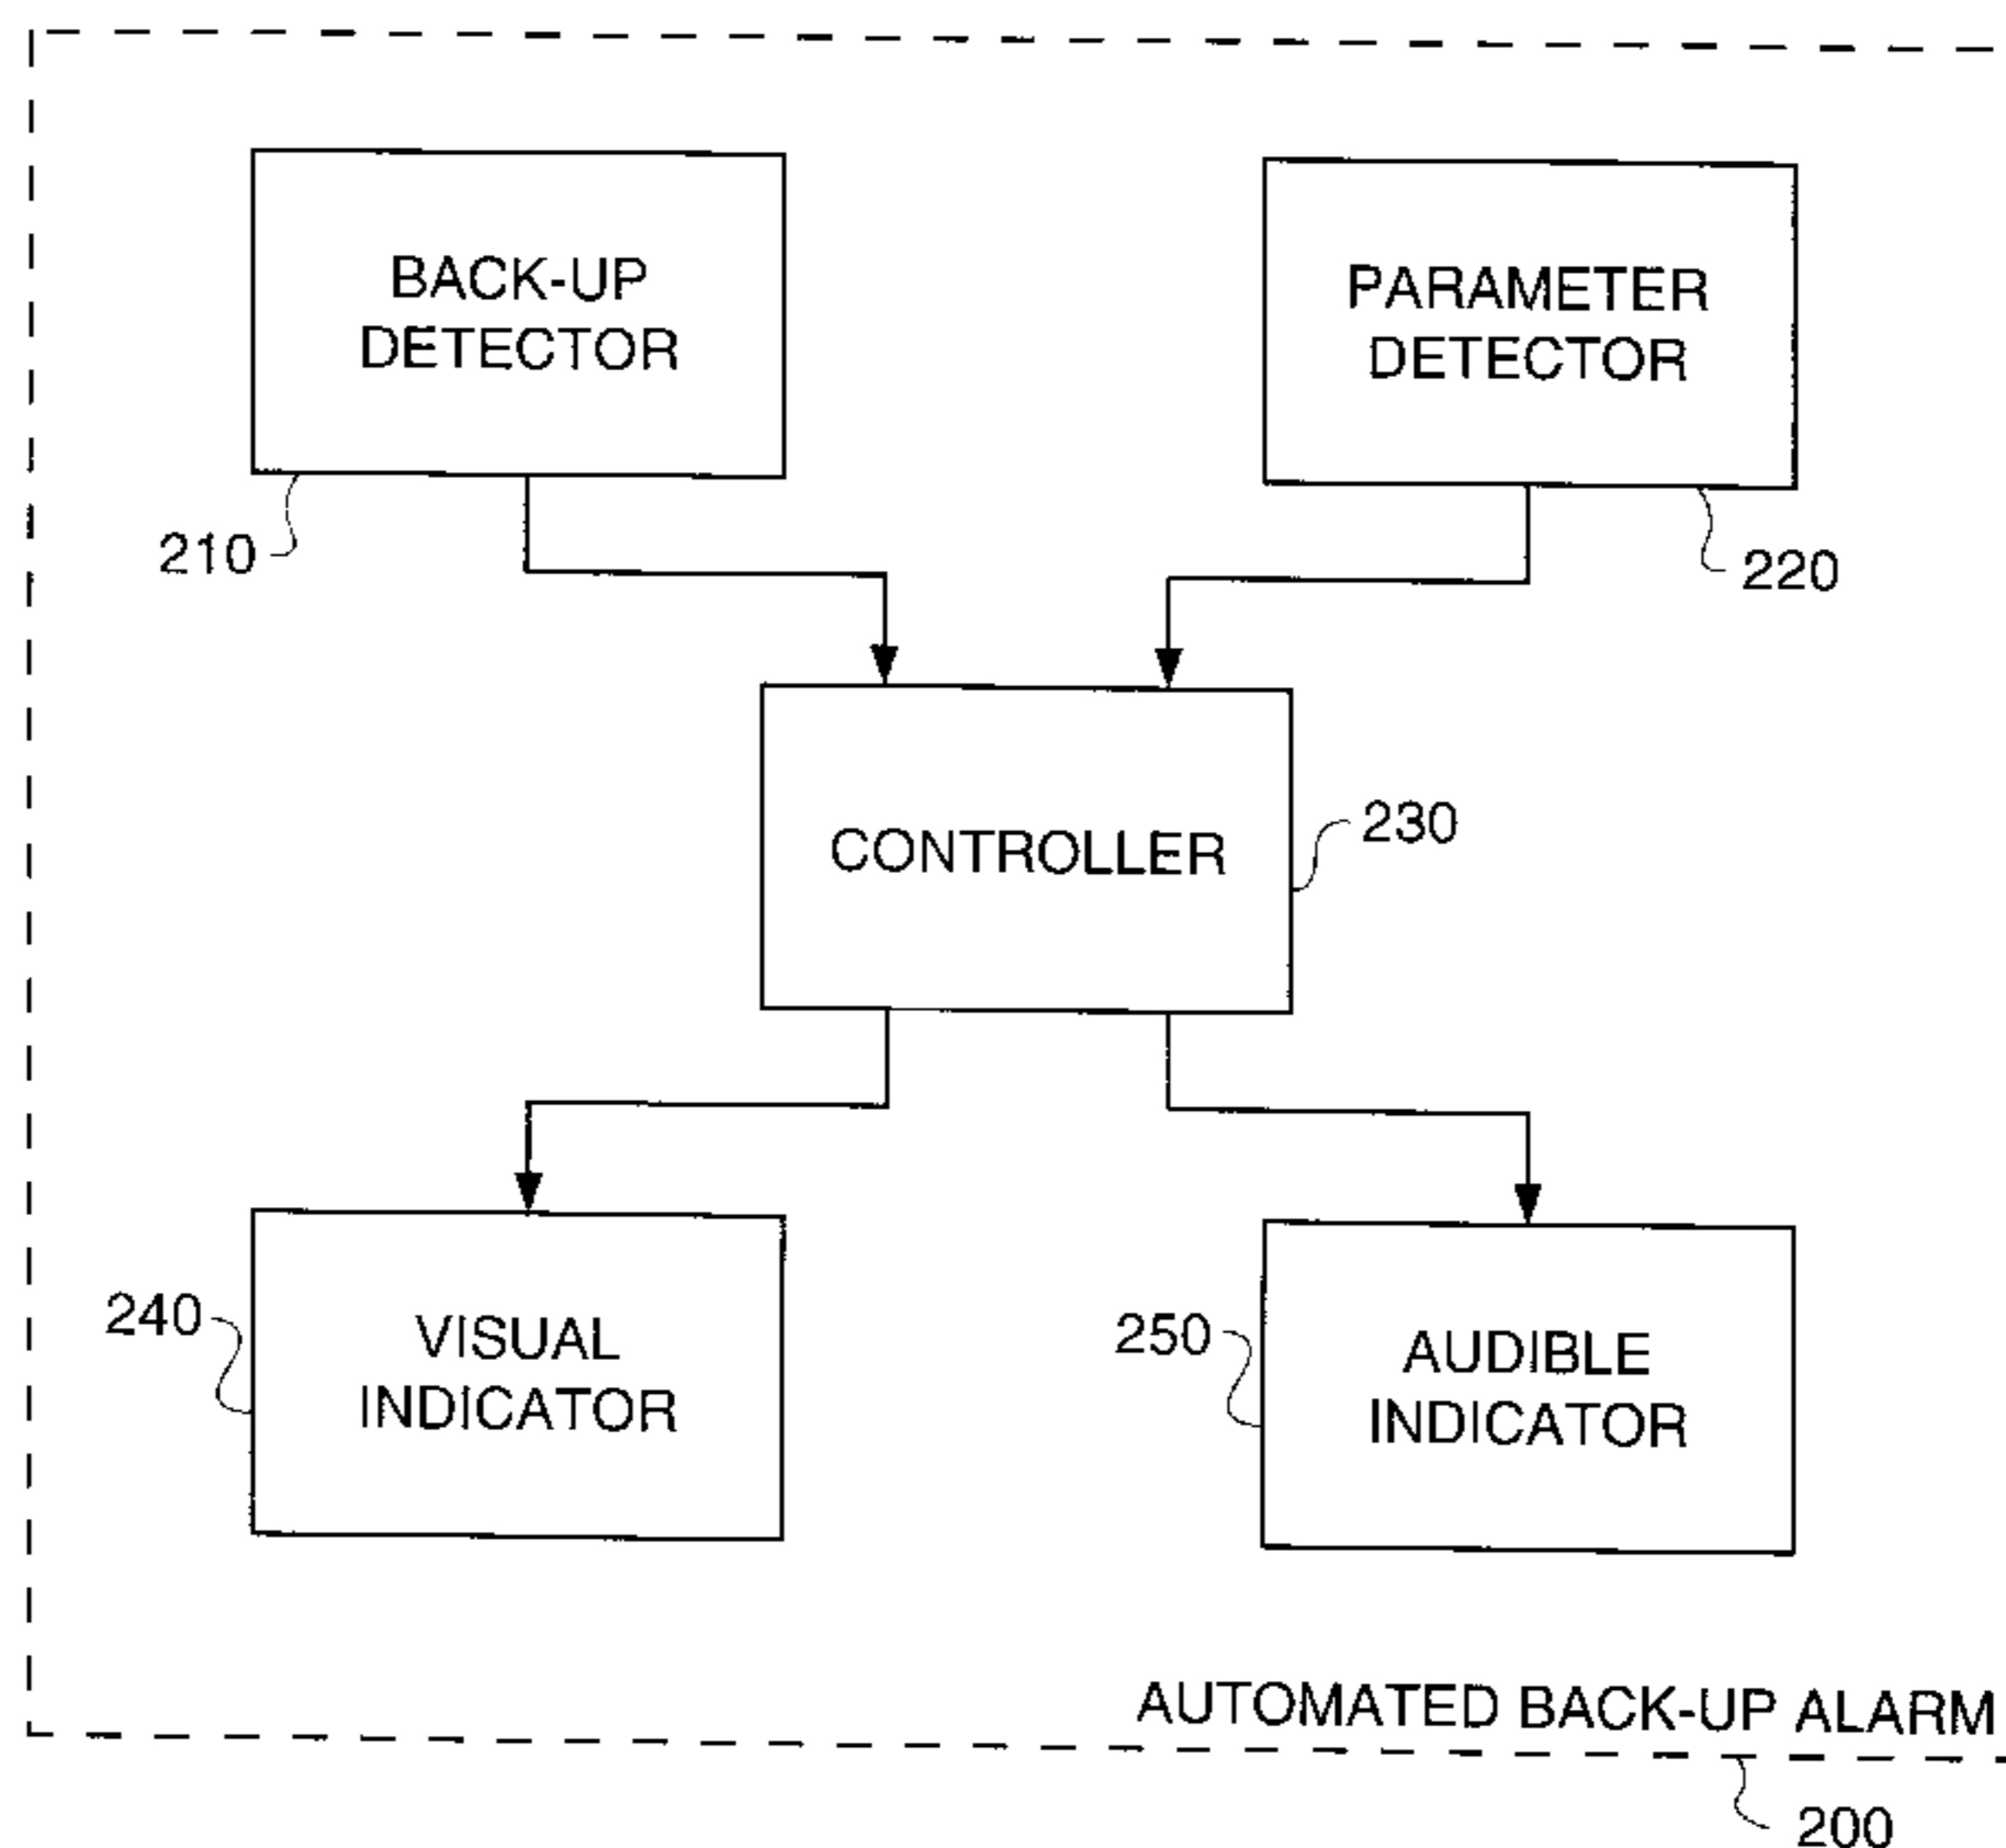 BACK-UP
DETECTOR
PARAMETER
DETECTOR
210
220
CONTROLLER
230
240
VISUAL
INDICATOR
250
AUDIBLE
INDICATOR
AUTOMATED BACK-UP ALARM
200